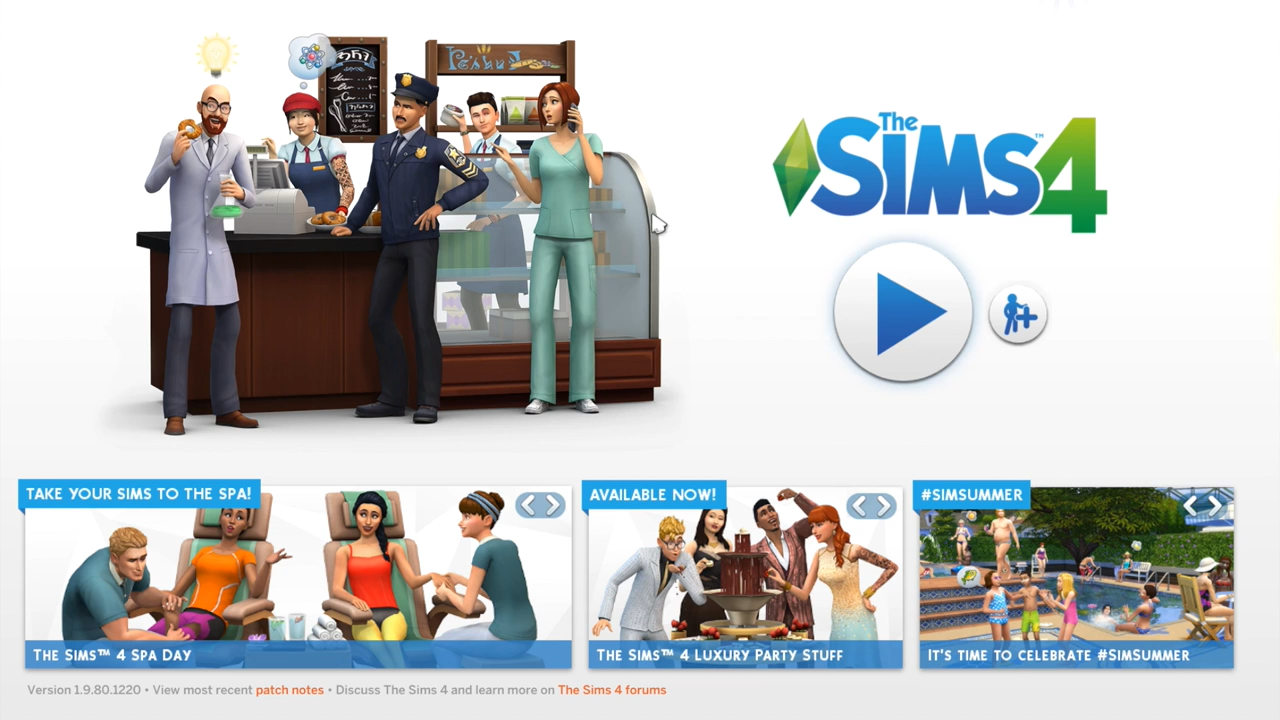 The
SIMS™ 4
TAKE YOUR SIMS TO THE SPA!
AVAILABLE NOW!
#SIMSUMMER
THE SIMS™ 4 SPA DAY
THE SIMS™ 4 LUXURY PARTY STUFF
IT'S TIME TO CELEBRATE #SIMSUMMER
Version 1.9.80.1220 • View most recent patch notes • Discuss The Sims 4 and learn more on The Sims 4 forums